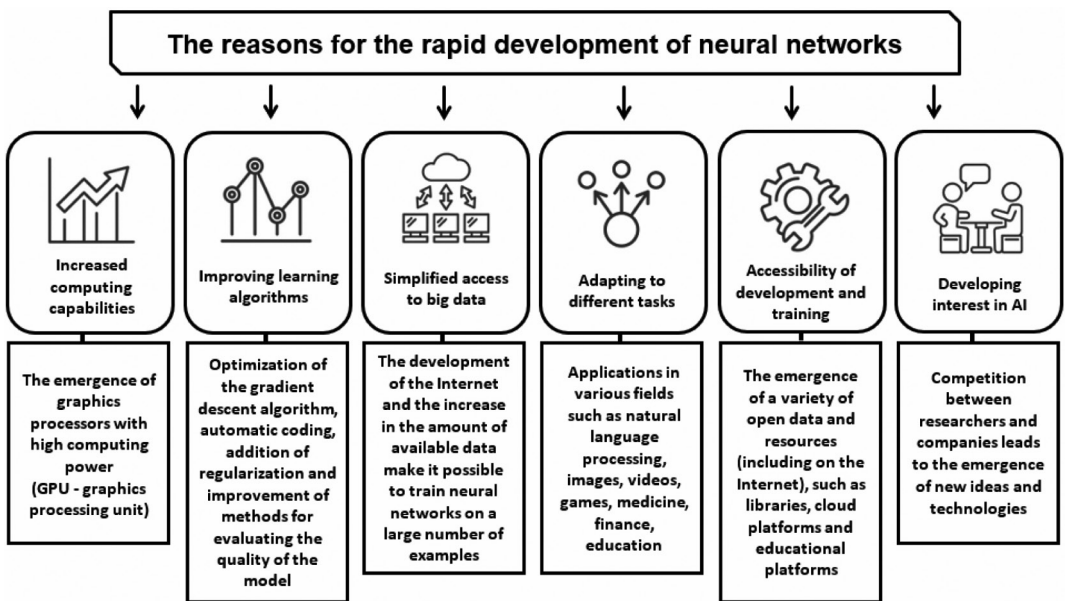 The reasons for the rapid development of neural networks
Increased
computing
capabilities
Improving learning
algorithms
Simplified access
to big data
Adapting to
different tasks
Accessibility of
development and
training
Developing
interest in AI
The emergence of
graphics
processors with
high computing
power
(GPU - graphics
processing unit)
Optimization of
the gradient
descent algorithm,
automatic coding,
addition of
regularization and
improvement of
methods for
evaluating the
quality of the
model
The development
of the Internet
and the increase
in the amount of
available data
make it possible
to train neural
networks on a
large number of
examples
Applications in
various fields
such as natural
language
processing,
images, videos,
games, medicine,
finance,
education
The emergence
of a variety of
open data and
resources
(including on the
Internet), such as
libraries, cloud
platforms and
educational
platforms
Competition
between
researchers and
companies leads
to the emergence
of new ideas and
technologies